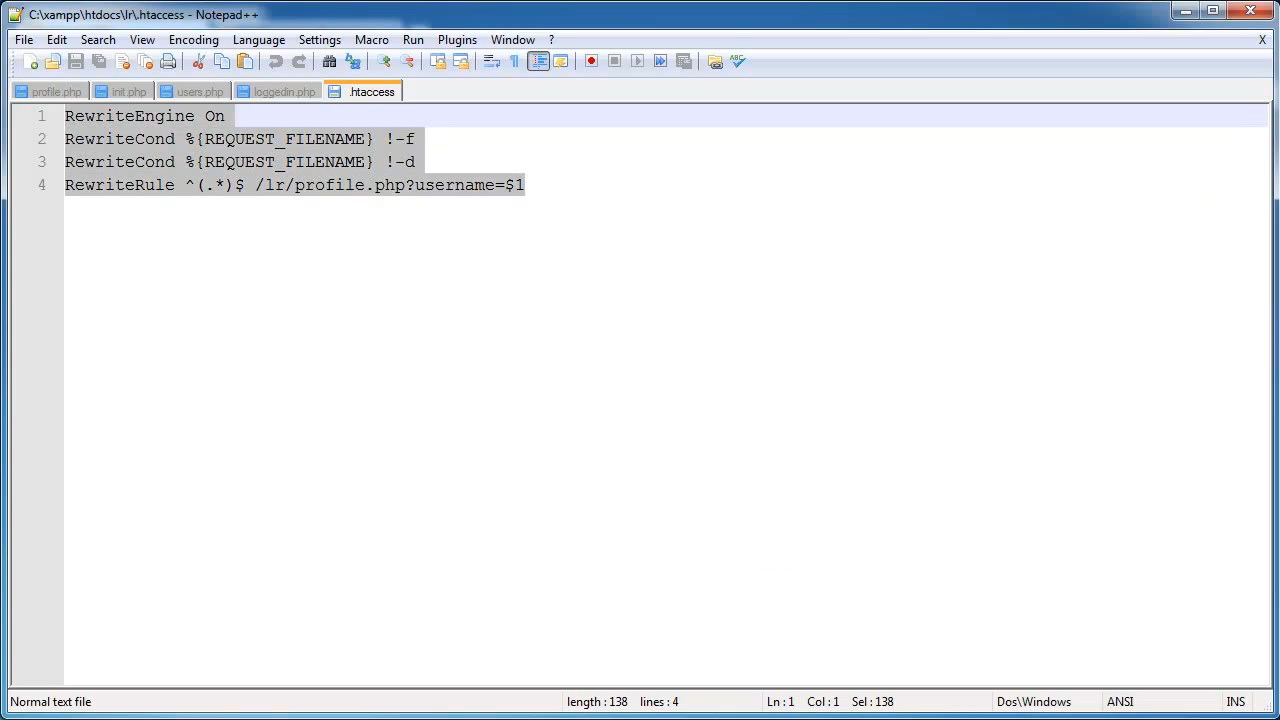 C:\xampp\htdocs\lr\.htaccess - Notepad++
File Edit Search View Encoding Language Settings Macro Run Plugins Window ? X
profile.php init.php users.php loggedin.php .htaccess
1 RewriteEngine On
2 RewriteCond %{REQUEST_FILENAME} !-f
3 RewriteCond %{REQUEST_FILENAME} !-d
4 RewriteRule ^(.*)$ /lr/profile.php?username=$1
Normal text file length : 138 lines : 4 Ln : 1 Col : 1 Sel : 138 Dos\Windows ANSI INS